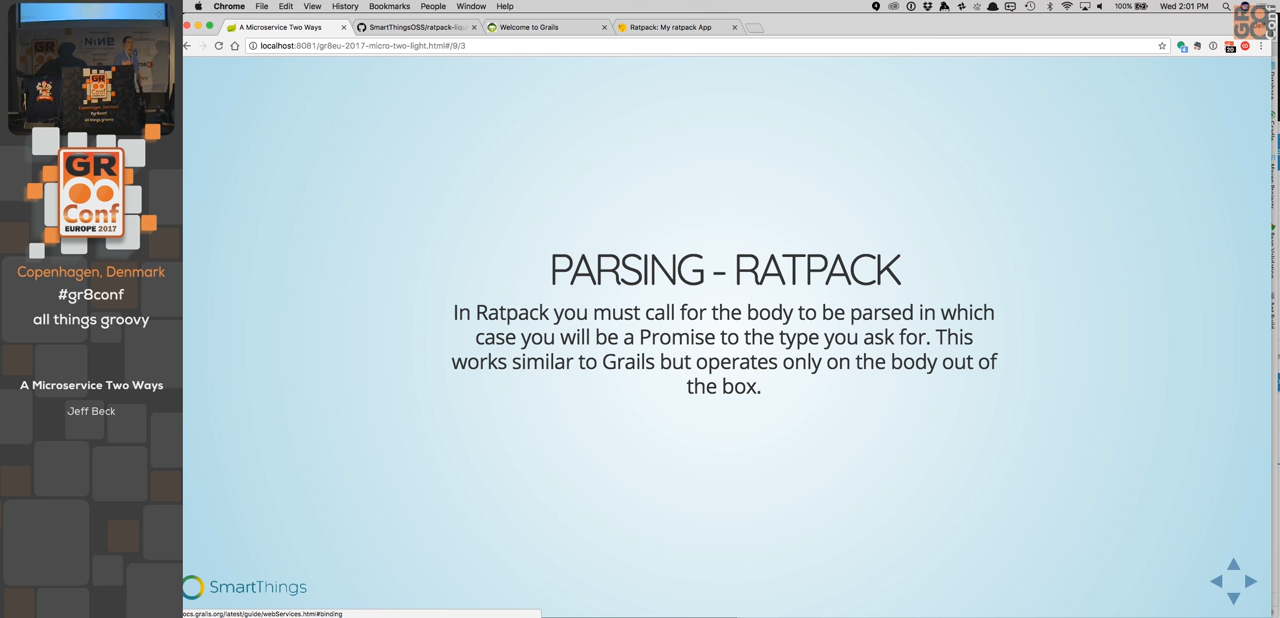 Chrome File Edit View History Bookmarks People Window Help
100% Wed 2:01 PM
A Microservice Two Ways
SmartThingsOSS/ratpack-liqu
Welcome to Grails
Ratpack: My ratpack App
localhost:8081/gr8eu-2017-micro-two-light.html#/9/3
20
GR
Conf
EUROPE 2017
Copenhagen, Denmark
#gr8conf
all things groovy
A Microservice Two Ways
Jeff Beck
PARSING - RATPACK
In Ratpack you must call for the body to be parsed in which
case you will be a Promise to the type you ask for. This
works similar to Grails but operates only on the body out of
the box.
SmartThings
ocs.grails.org/latest/guide/webServices.html#binding